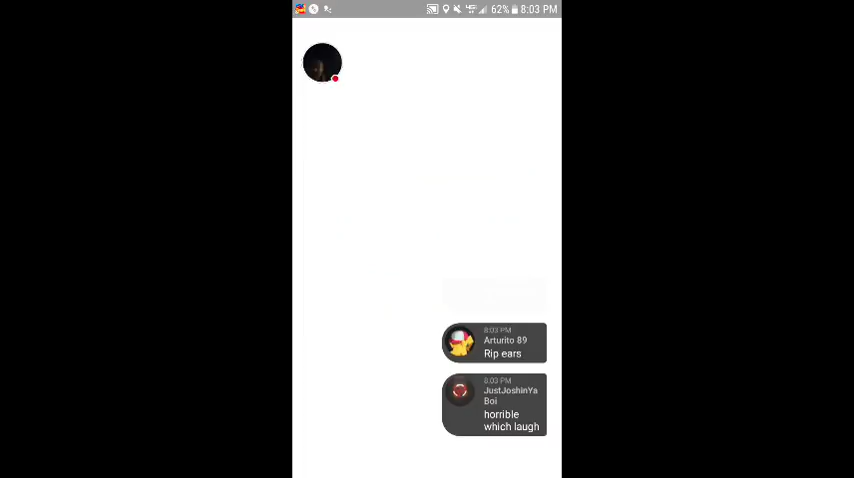 62% 8:03 PM
8:03 PM
Arturito 89
Rip ears
8:03 PM
JustJoshinYa
Boi
horrible
which laugh